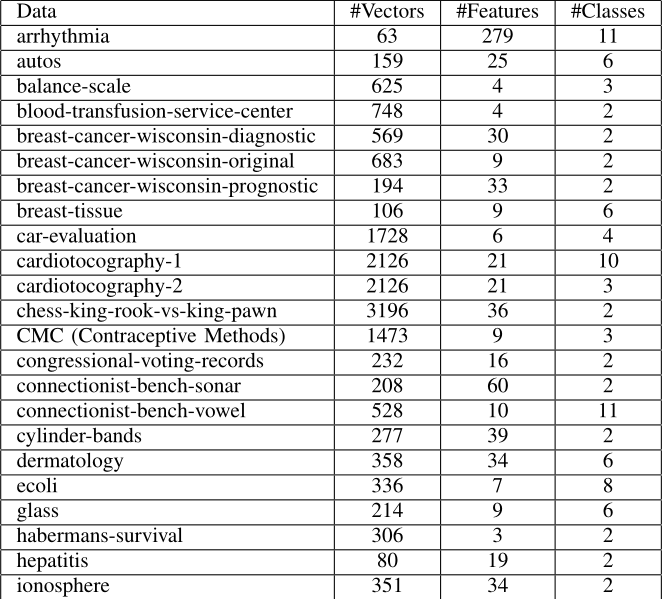 Data #Vectors #Features #Classes
arrhythmia 63 279 11
autos 159 25 6
balance-scale 625 4 3
blood-transfusion-service-center 748 4 2
breast-cancer-wisconsin-diagnostic 569 30 2
breast-cancer-wisconsin-original 683 9 2
breast-cancer-wisconsin-prognostic 194 33 2
breast-tissue 106 9 6
car-evaluation 1728 6 4
cardiotocography-1 2126 21 10
cardiotocography-2 2126 21 3
chess-king-rook-vs-king-pawn 3196 36 2
CMC (Contraceptive Methods) 1473 9 3
congressional-voting-records 232 16 2
connectionist-bench-sonar 208 60 2
connectionist-bench-vowel 528 10 11
cylinder-bands 277 39 2
dermatology 358 34 6
ecoli 336 7 8
glass 214 9 6
habermans-survival 306 3 2
hepatitis 80 19 2
ionosphere 351 34 2